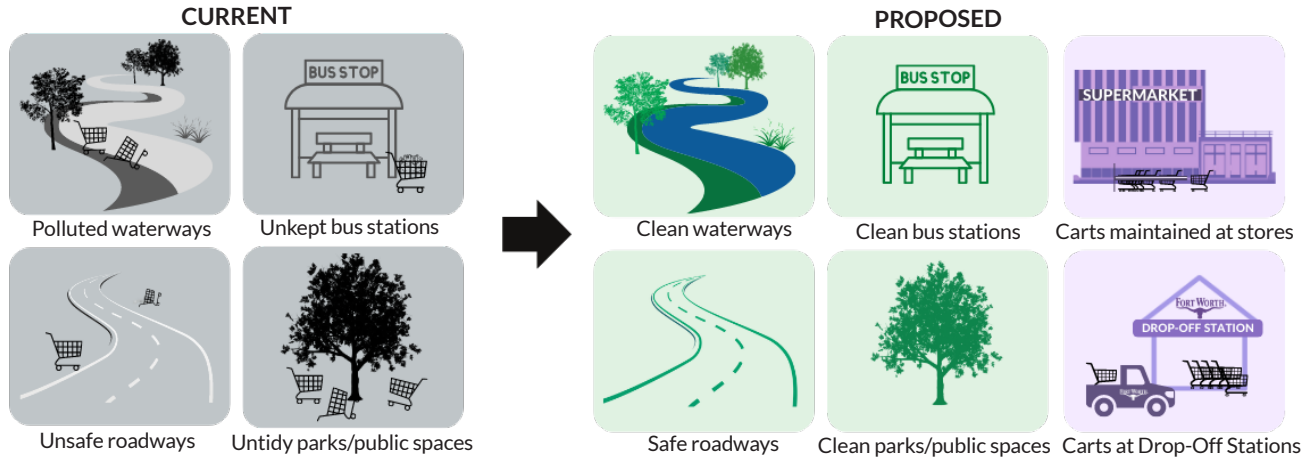 CURRENT
BUS STOP
Polluted waterways
Unkept bus stations
Unsafe roadways
Untidy parks/public spaces
PROPOSED
BUS STOP
SUPERMARKET
Clean waterways
Clean bus stations
Carts maintained at stores
FORT WORTH.
DROP-OFF STATION
FORT WORTH
Safe roadways
Clean parks/public spaces
Carts at Drop-Off Stations